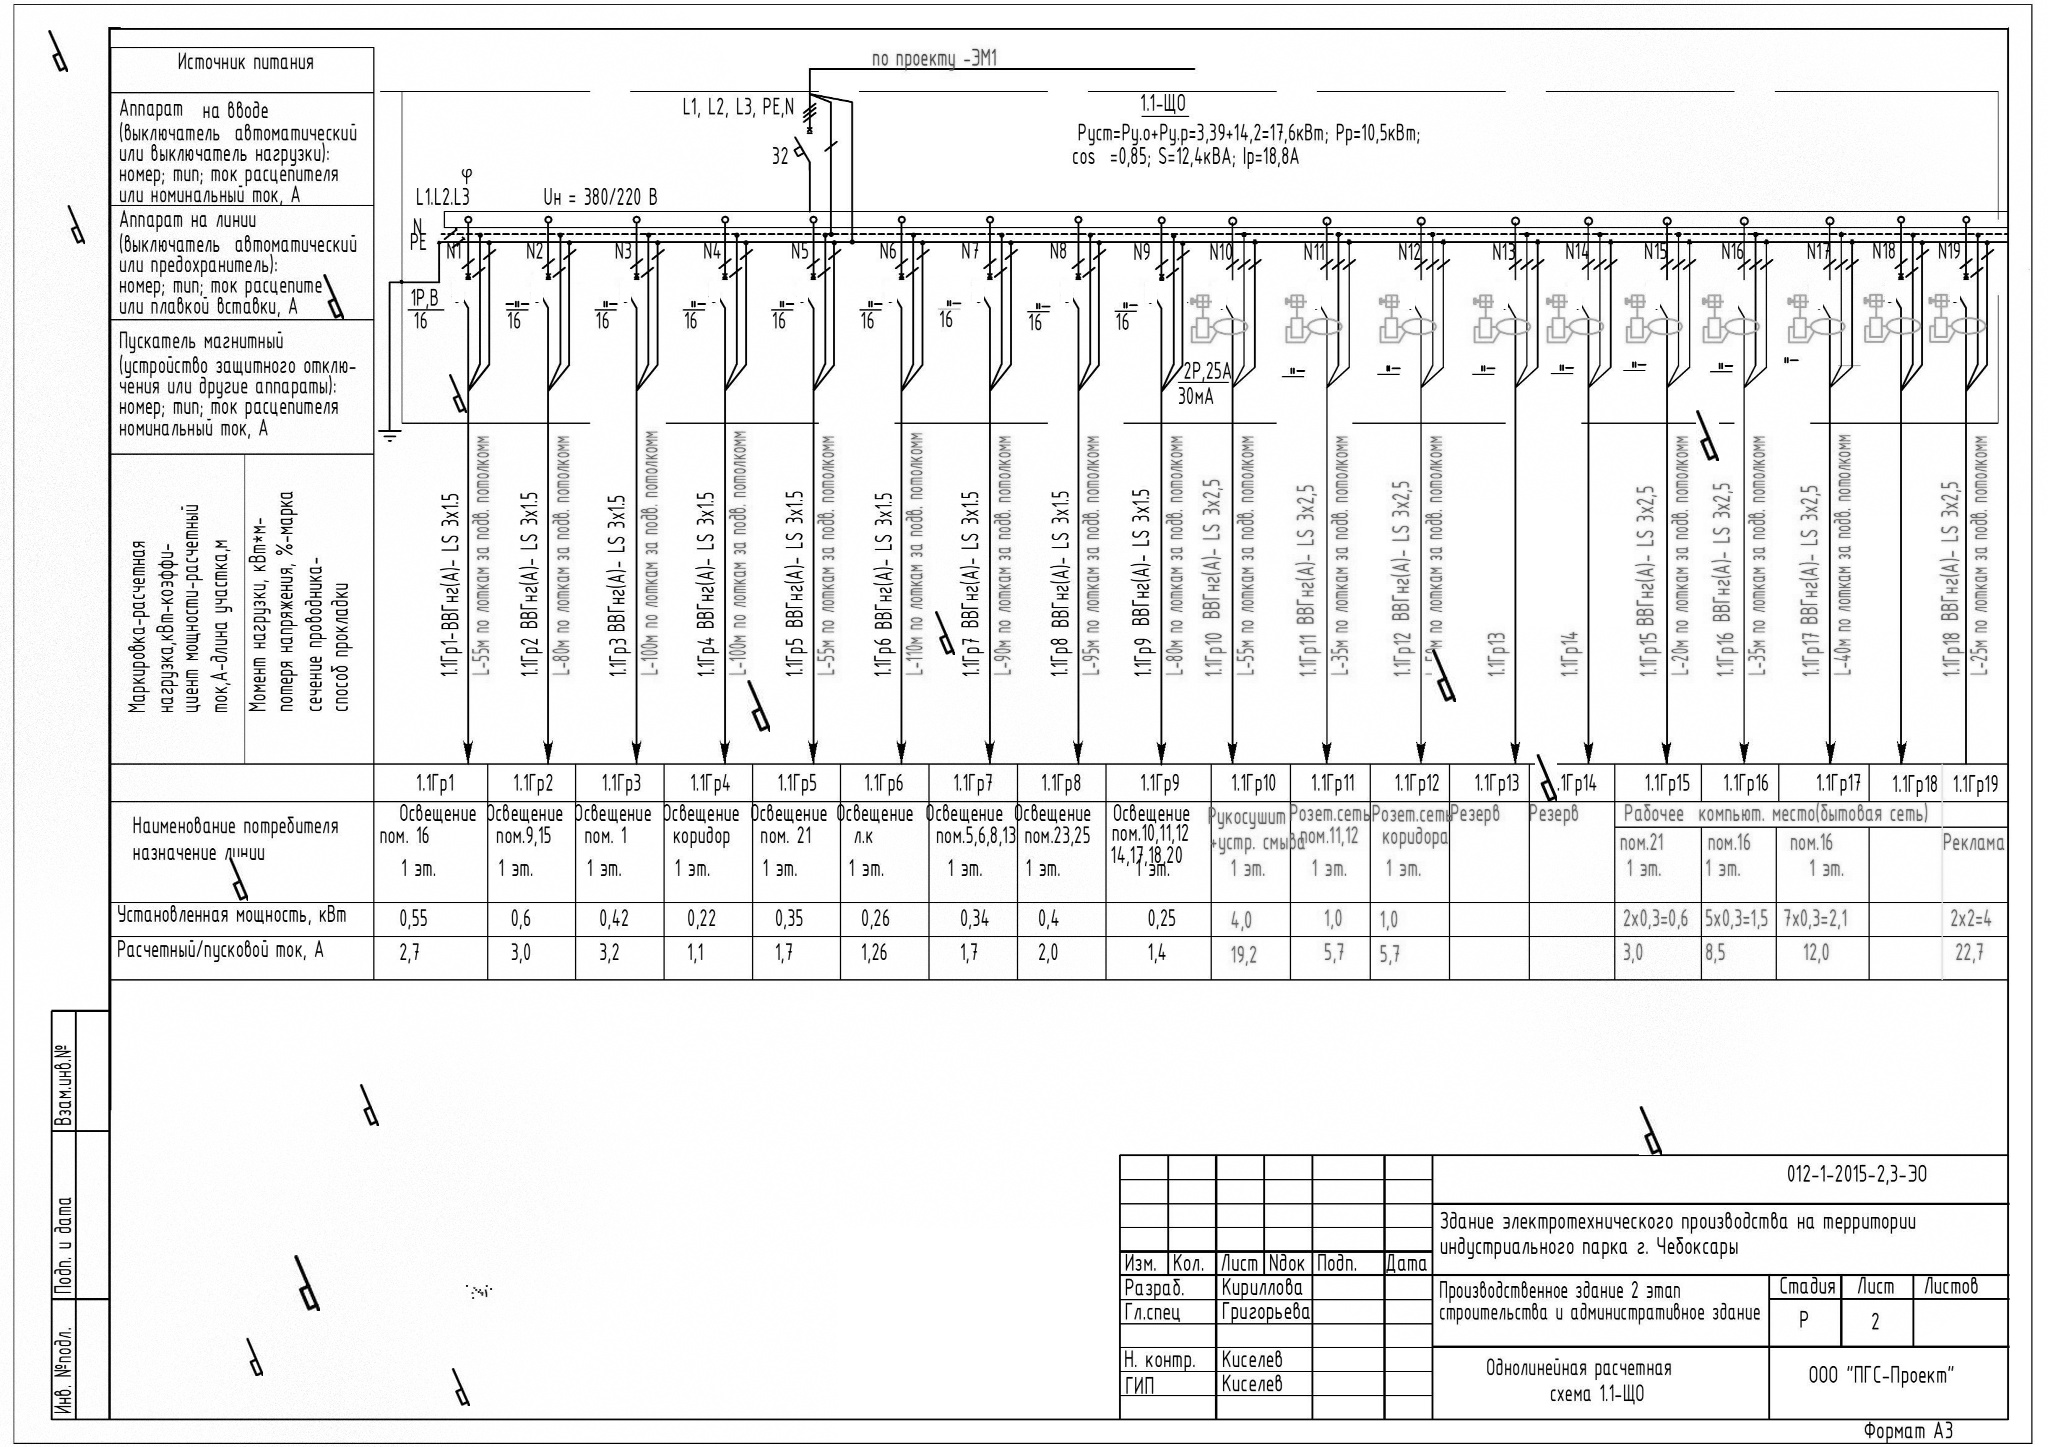 по проекту -ЭМ1
Источник питания
Аппарат на вводе
(выключатель автоматический
или выключатель нагрузки):
номер; тип; ток расцепителя
или номинальный ток, А
Аппарат на линии
(выключатель автоматический
или предохранитель):
номер; тип; ток расцепите
или плавкой вставки, А
Пускатель магнитный
(устройство защитного отклю-
чения или другие аппараты):
номер; тип; ток расцепителя
номинальный ток, А
Маркировка-расчетная
нагрузка,кВт-коэффи-
циент мощности-расчетный
ток,А-длина участка,м
Момент нагрузки, кВт*м-
потеря напряжения, %-марка
сечение проводника-
способ прокладки
L1, L2, L3, PE,N
32
1.1-ЩО
Руст=Ру.о+Ру.р=3,39+14,2=17,6кВт; Рр=10,5кВт;
cos =0,85; S=12,4кВА; Iр=18,8А
φ
L1.L2.L3
Uн = 380/220 В
N
PE
N1 N2 N3 N4 N5 N6 N7 N8 N9 N10 N11 N12 N13 N14 N15 N16 N17 N18 N19
1Р,В
16
-"-
16
-"-
16
"-
16
"-
16
"-
16
"-
16
"-
16
"-
16
2Р,25А
30мА
"- "- "- "- "- "-
1.1Гр1-ВВГнг(А)- LS 3х1.5
L-55м по лоткам за подв. потолкомм
1.1Гр2 ВВГнг(А)- LS 3х1.5
L-80м по лоткам за подв. потолкомм
1.1Гр3 ВВГнг(А)- LS 3х1.5
L-100м по лоткам за подв. потолкомм
1.1Гр4 ВВГнг(А)- LS 3х1.5
L-100м по лоткам за подв. потолкомм
1.1Гр5 ВВГнг(А)- LS 3х1.5
L-55м по лоткам за подв. потолкомм
1.1Гр6 ВВГнг(А)- LS 3х1.5
L-110м по лоткам за подв. потолкомм
1.1Гр7 ВВГнг(А)- LS 3х1.5
L-90м по лоткам за подв. потолкомм
1.1Гр8 ВВГнг(А)- LS 3х1.5
L-95м по лоткам за подв. потолкомм
1.1Гр9 ВВГнг(А)- LS 3х1.5
L-80м по лоткам за подв. потолкомм
1.1Гр10 ВВГнг(А)- LS 3х2,5
L-55м по лоткам за подв. потолкомм
1.1Гр11 ВВГнг(А)- LS 3х2,5
L-35м по лоткам за подв. потолкомм
1.1Гр12 ВВГнг(А)- LS 3х2,5
по лоткам за подв. потолкомм
1.1Гр13
1.1Гр14
1.1Гр15 ВВГнг(А)- LS 3х2,5
L-20м по лоткам за подв. потолкомм
1.1Гр16 ВВГнг(А)- LS 3х2,5
L-35м по лоткам за подв. потолкомм
1.1Гр17 ВВГнг(А)- LS 3х2,5
L-40м по лоткам за подв. потолкомм
1.1Гр18 ВВГнг(А)- LS 3х2,5
L-25м по лоткам за подв. потолкомм
1.1Гр1 1.1Гр2 1.1Гр3 1.1Гр4 1.1Гр5 1.1Гр6 1.1Гр7 1.1Гр8 1.1Гр9 1.1Гр10 1.1Гр11 1.1Гр12 1.1Гр13 1.1Гр14 1.1Гр15 1.1Гр16 1.1Гр17 1.1Гр18 1.1Гр19
Наименование потребителя
назначение линии
Освещение
пом. 16
1 эт.
Освещение
пом.9,15
1 эт.
Освещение
пом. 1
1 эт.
Освещение
коридор
1 эт.
Освещение
пом. 21
1 эт.
Освещение
л.к
1 эт.
Освещение
пом.5,6,8,13
1 эт.
Освещение
пом.23,25
1 эт.
Освещение
пом.10,11,12
14,17,18,20
1 эт.
Рукосушит
+устр. смыва
1 эт.
Розет.сеть
пом.11,12
1 эт.
Розет.сеть
коридора
1 эт.
Резерв
Резерв
Рабочее компьют. место(бытовая сеть)
пом.21
1 эт.
пом.16
1 эт.
пом.16
1 эт.
Реклама
Установленная мощность, кВт 0,55 0,6 0,42 0,22 0,35 0,26 0,34 0,4 0,25 4,0 1,0 1,0 2х0,3=0,6 5х0,3=1,5 7х0,3=2,1 2х2=4
Расчетный/пусковой ток, А 2,7 3,0 3,2 1,1 1,7 1,26 1,7 2,0 1,4 19,2 5,7 5,7 3,0 8,5 12,0 22,7
Взам.инв.№
Подп. и дата
Инв. №подл.
012-1-2015-2,3-ЭО
Здание электротехнического производства на территории
индустриального парка г. Чебоксары
Изм. Кол. Лист Nдок Подп. Дата
Разраб. Кириллова
Гл.спец Григорьева
Н. контр. Киселев
ГИП Киселев
Производственное здание 2 этап
строительства и административное здание
Стадия Лист Листов
Р 2
Однолинейная расчетная
схема 1.1-ЩО
ООО "ПГС-Проект"
Формат А3